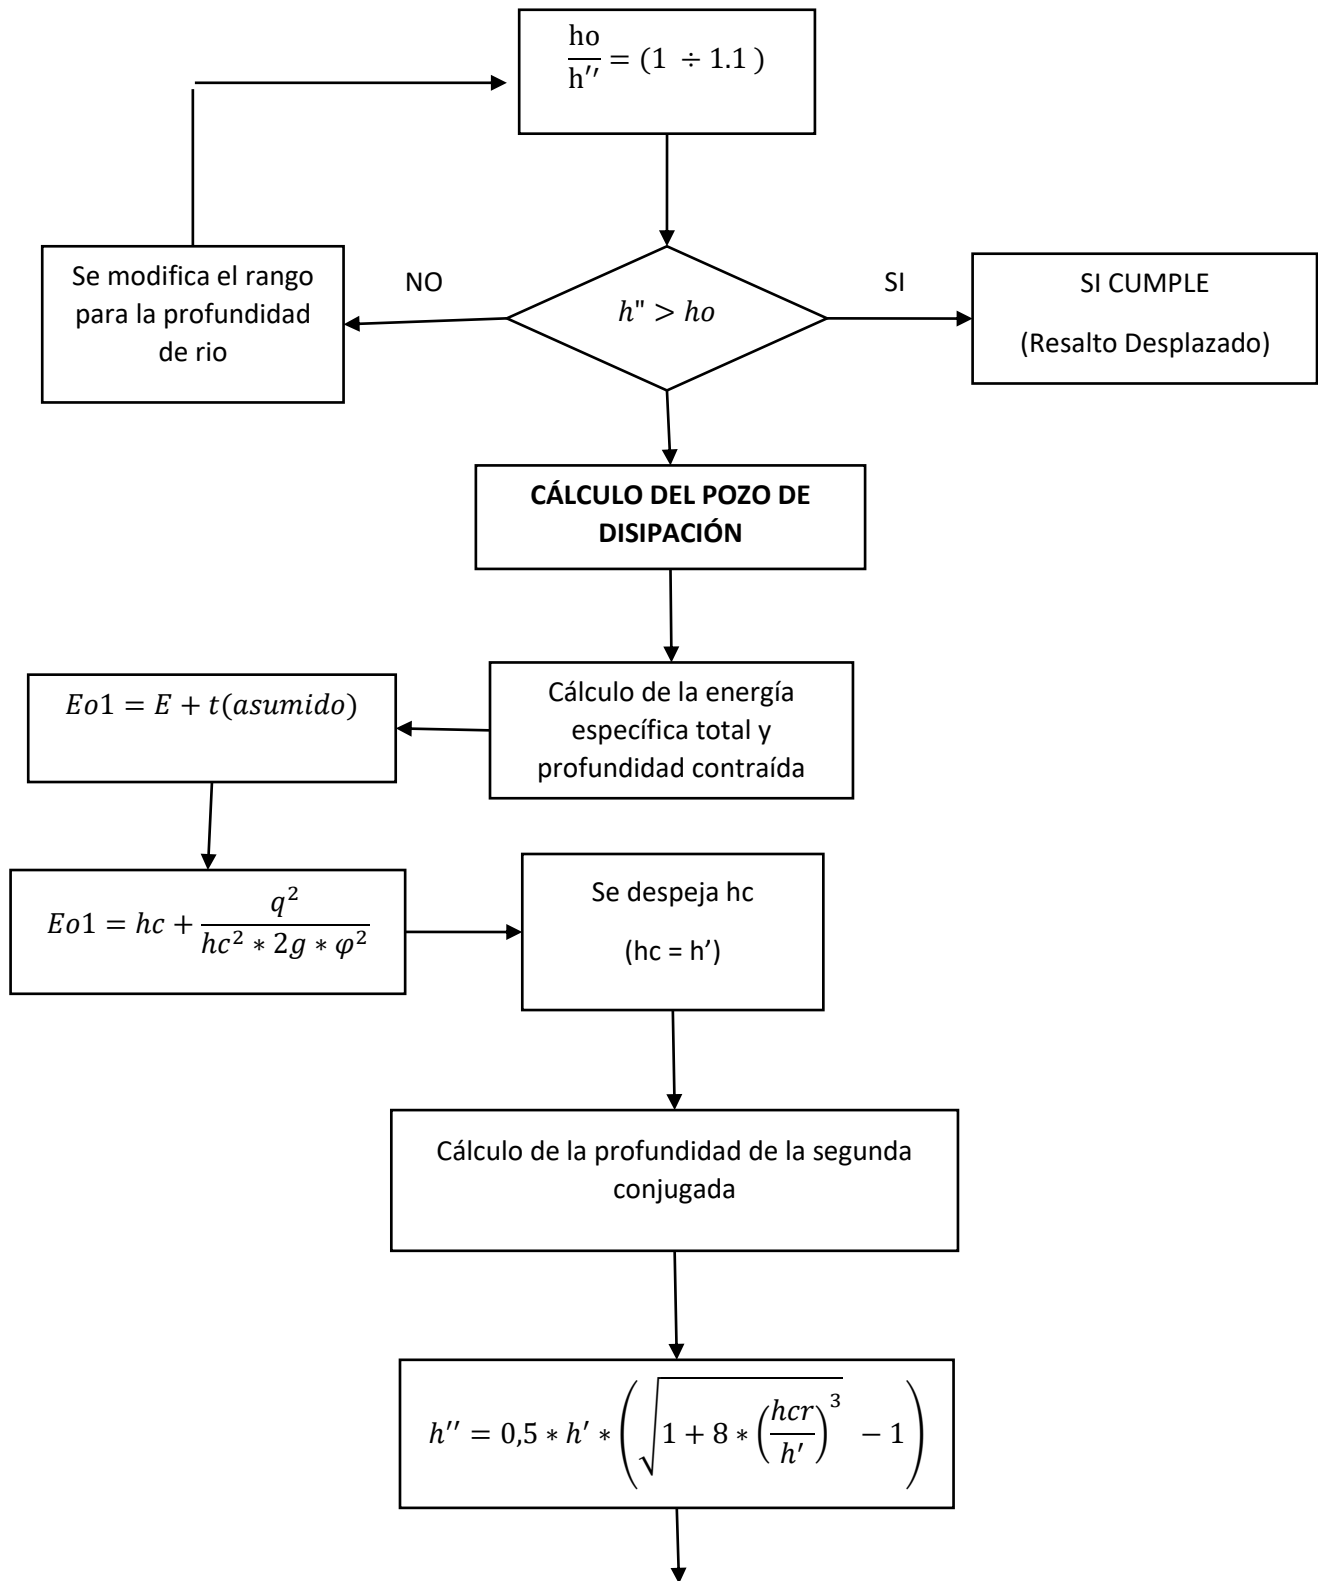 ho/h′′ = (1 ÷ 1.1 )
Se modifica el rango
para la profundidad
de rio
NO
h" > ho
SI
SI CUMPLE
(Resalto Desplazado)
CÁLCULO DEL POZO DE
DISIPACIÓN
Eo1 = E + t(asumido)
Cálculo de la energía
específica total y
profundidad contraída
Eo1 = hc + q²/(hc² ∗ 2g ∗ φ²)
Se despeja hc
(hc = h’)
Cálculo de la profundidad de la segunda
conjugada
h′′ = 0,5 ∗ h′ ∗ (√(1 + 8 ∗ (hcr/h′)³) − 1)